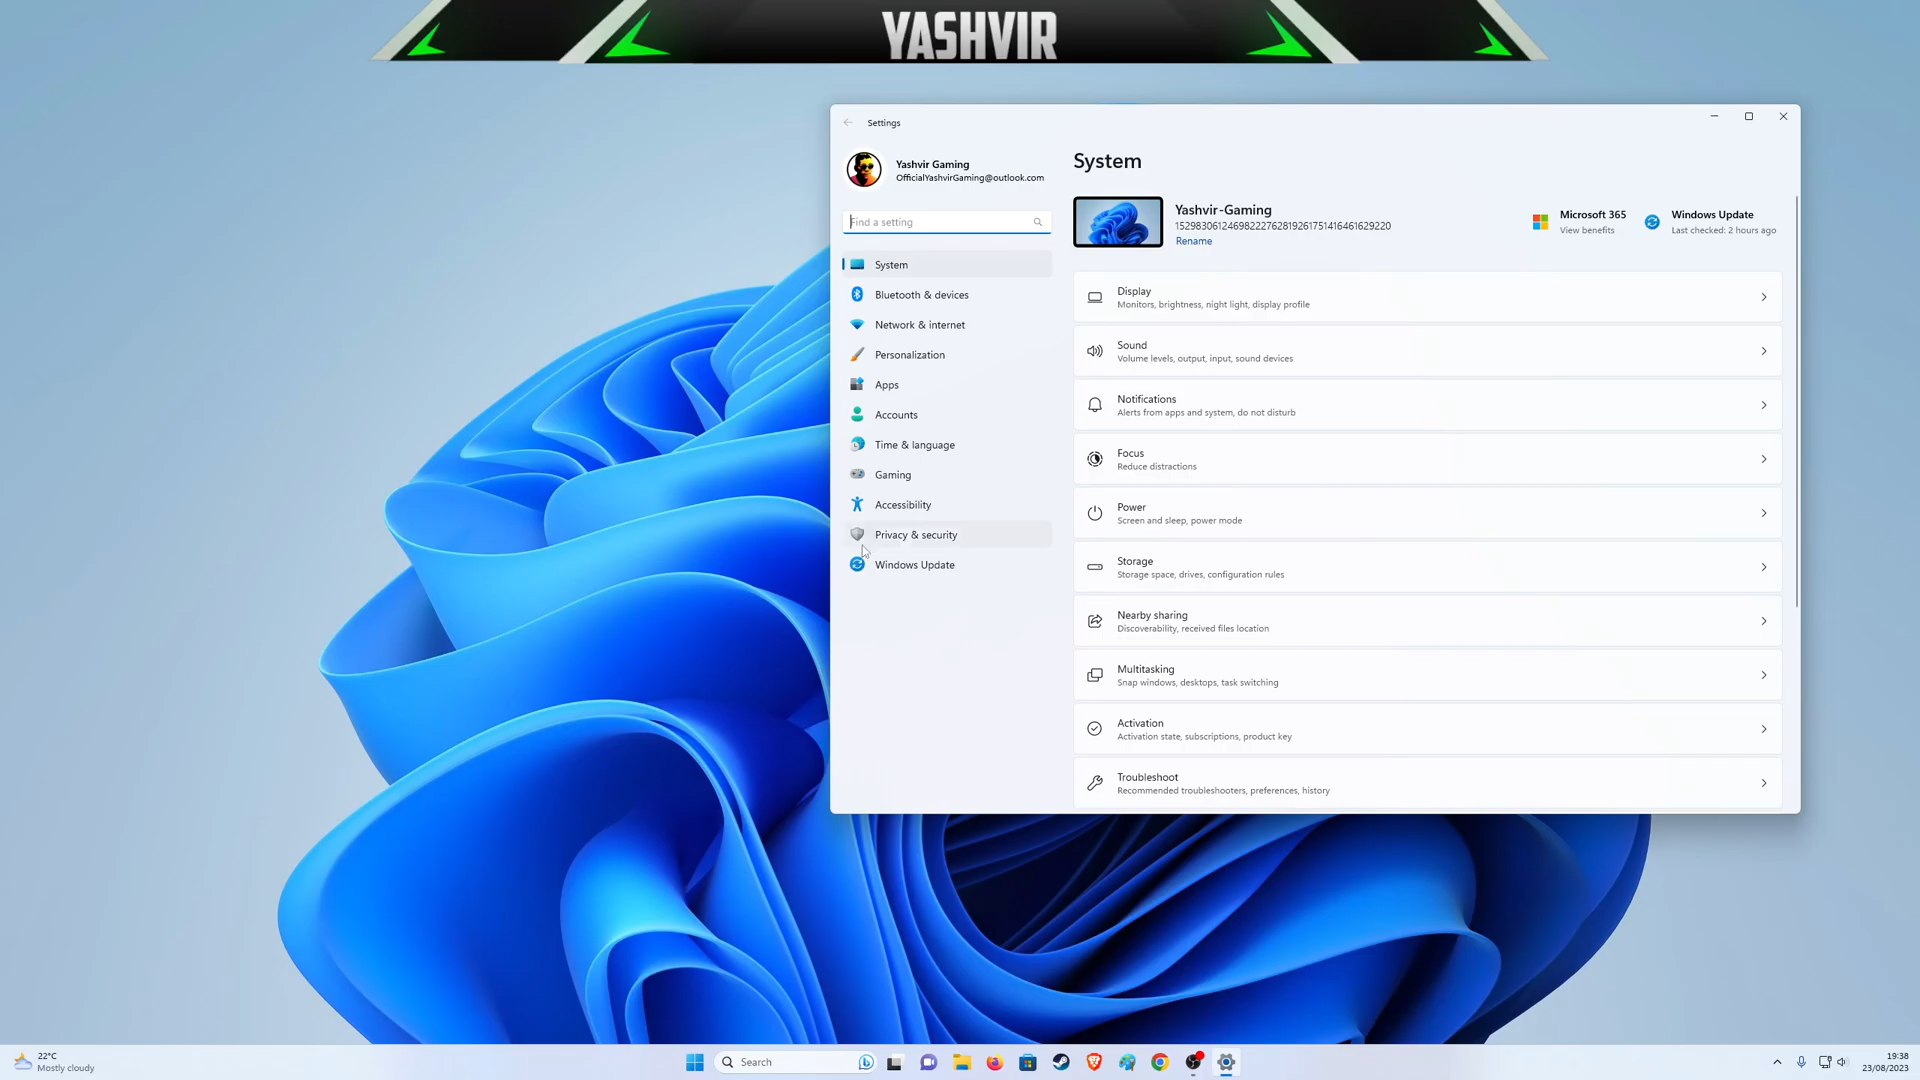 YASHVIR
Settings
Yashvir Gaming
OfficialYashvirGaming@outlook.com
Find a setting
System
Bluetooth & devices
Network & internet
Personalization
Apps
Accounts
Time & language
Gaming
Accessibility
Privacy & security
Windows Update
System
Yashvir-Gaming
15298306124698222762819261751416461629220
Rename
Microsoft 365
View benefits
Windows Update
Last checked: 2 hours ago
Display
Monitors, brightness, night light, display profile
Sound
Volume levels, output, input, sound devices
Notifications
Alerts from apps and system, do not disturb
Focus
Reduce distractions
Power
Screen and sleep, power mode
Storage
Storage space, drives, configuration rules
Nearby sharing
Discoverability, received files location
Multitasking
Snap windows, desktops, task switching
Activation
Activation state, subscriptions, product key
Troubleshoot
Recommended troubleshooters, preferences, history
22°C
Mostly cloudy
Search
19:38
23/08/2023